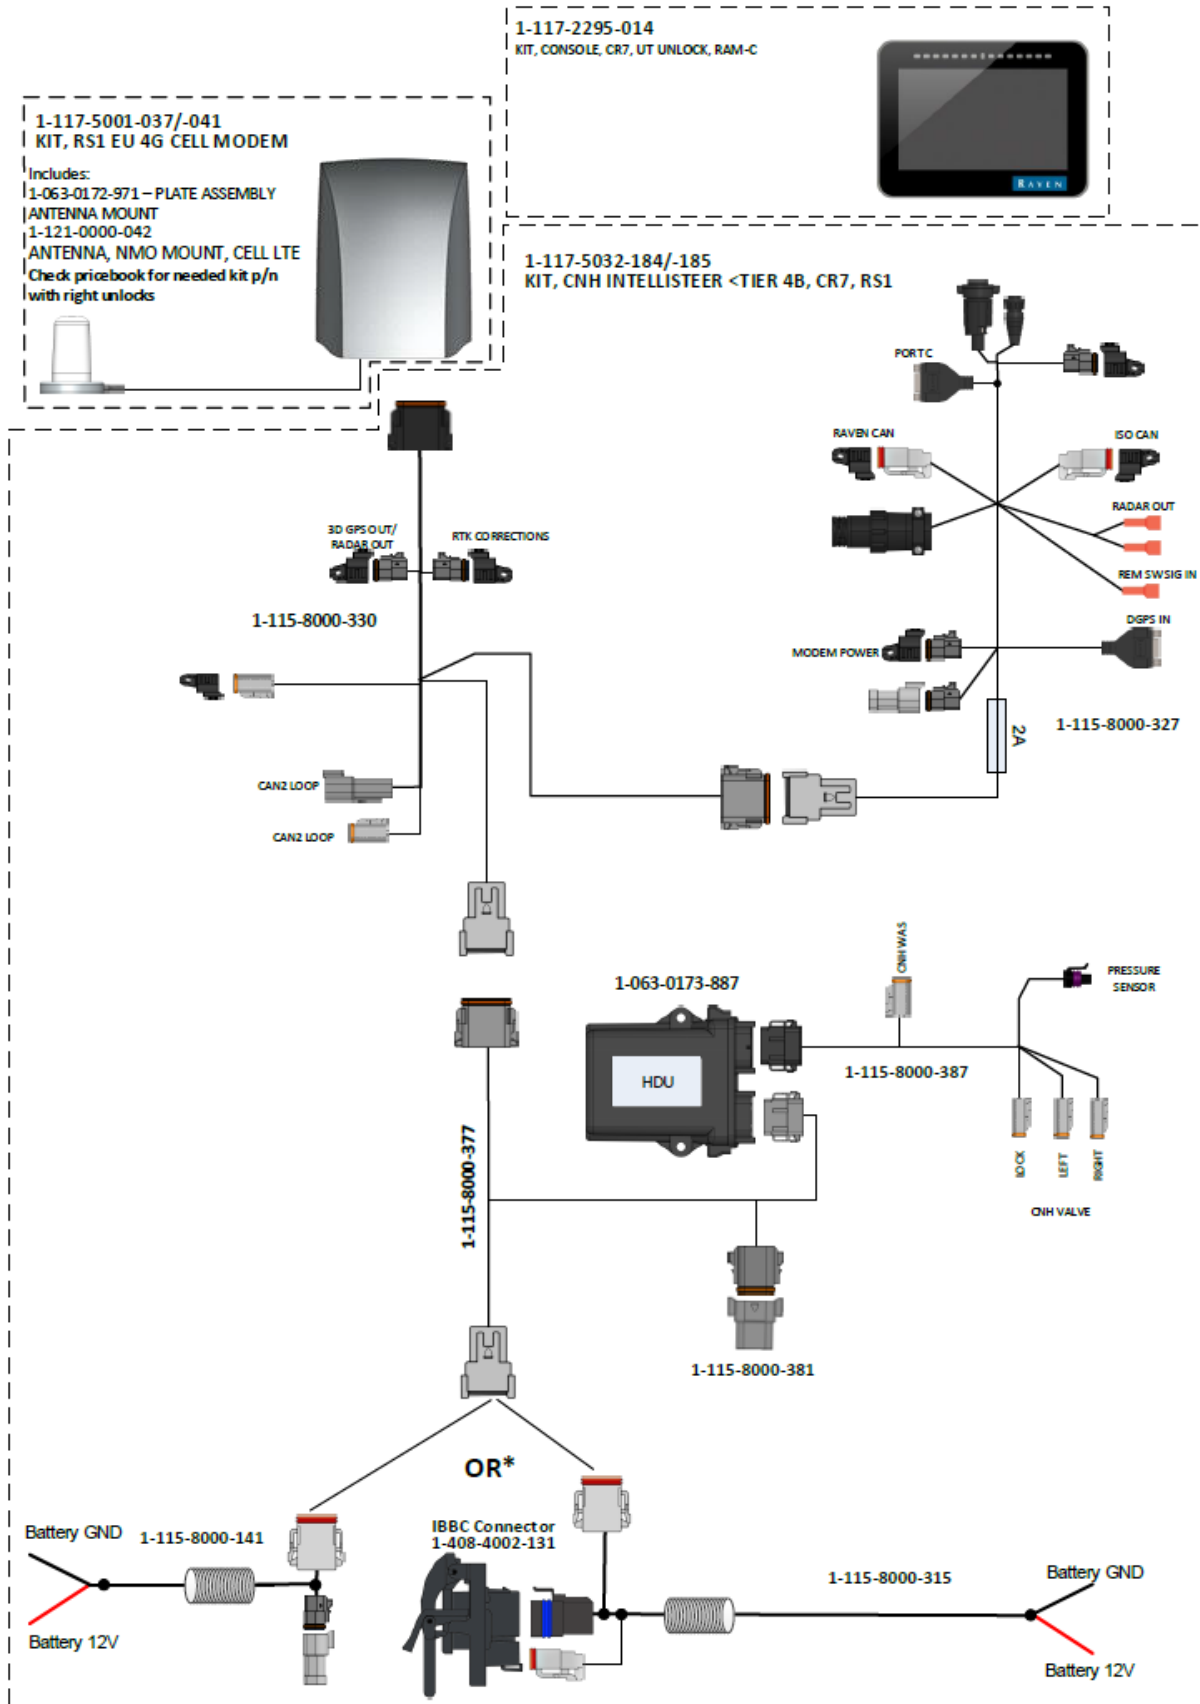 1-117-2295-014
KIT, CONSOLE, CR7, UT UNLOCK, RAM-C
RAVEN
1-117-5001-037/-041
KIT, RS1 EU 4G CELL MODEM
Includes:
1-063-0172-971 – PLATE ASSEMBLY
ANTENNA MOUNT
1-121-0000-042
ANTENNA, NMO MOUNT, CELL LTE
Check pricebook for needed kit p/n
with right unlocks
1-117-5032-184/-185
KIT, CNH INTELLISTEER <TIER 4B, CR7, RS1
PORT C
RAVEN CAN
ISO CAN
RADAR OUT
REM SWSIG IN
DGPS IN
MODEM POWER
2A
1-115-8000-327
3D GPS OUT/
RADAR OUT
RTK CORRECTIONS
1-115-8000-330
CAN2 LOOP
CAN2 LOOP
1-063-0173-887
HDU
CNH WAS
PRESSURE
SENSOR
1-115-8000-387
LOCK
LEFT
RIGHT
CNH VALVE
1-115-8000-377
1-115-8000-381
OR*
IBBC Connector
1-408-4002-131
Battery GND
1-115-8000-141
Battery 12V
1-115-8000-315
Battery GND
Battery 12V